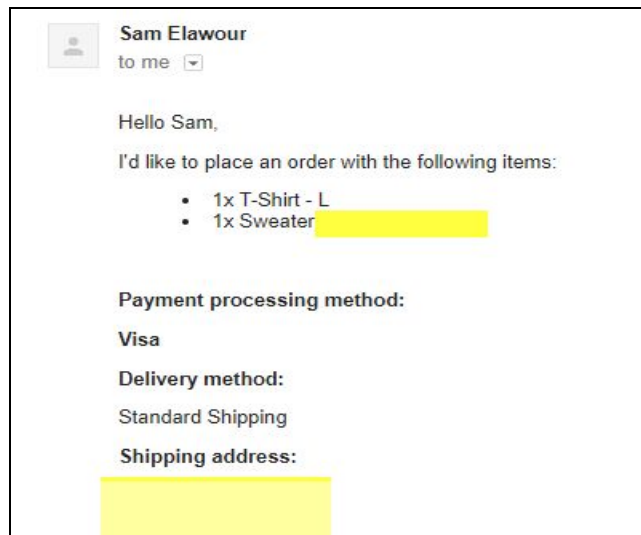 Sam Elawour
to me
Hello Sam,
I'd like to place an order with the following items:
• 1x T-Shirt - L
• 1x Sweater
Payment processing method:
Visa
Delivery method:
Standard Shipping
Shipping address: